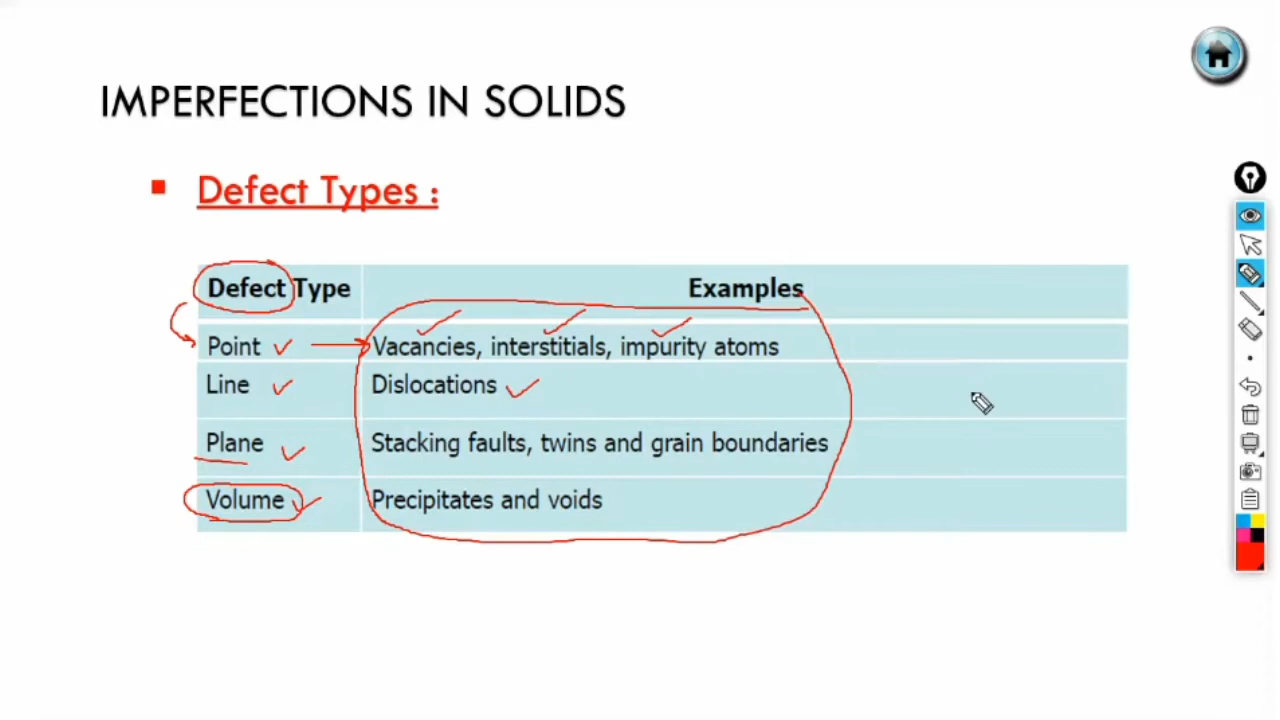 IMPERFECTIONS IN SOLIDS
Defect Types :
Defect Type Examples
Point Vacancies, interstitials, impurity atoms
Line Dislocations
Plane Stacking faults, twins and grain boundaries
Volume Precipitates and voids